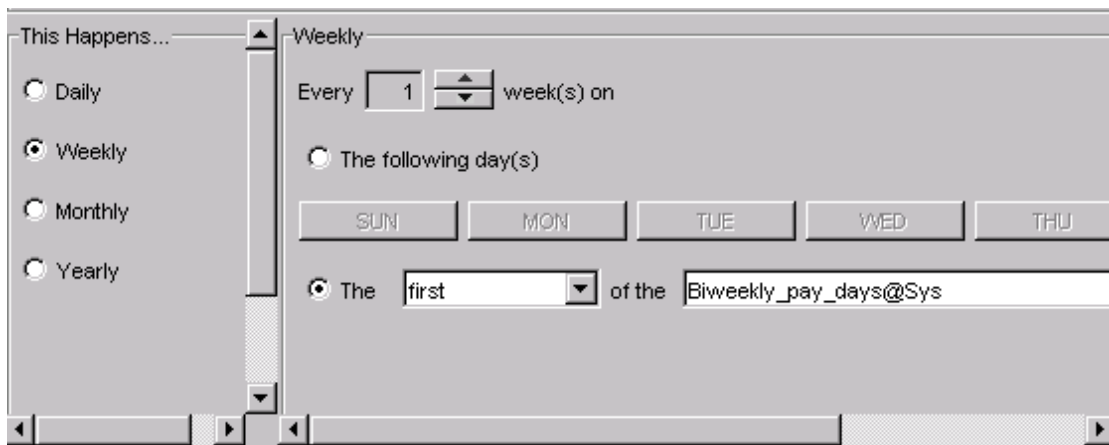 This Happens...
Daily
Weekly
Monthly
Yearly
Weekly
Every 1 week(s) on
The following day(s)
SUN MON TUE WED THU
The first of the Biweekly_pay_days@Sys